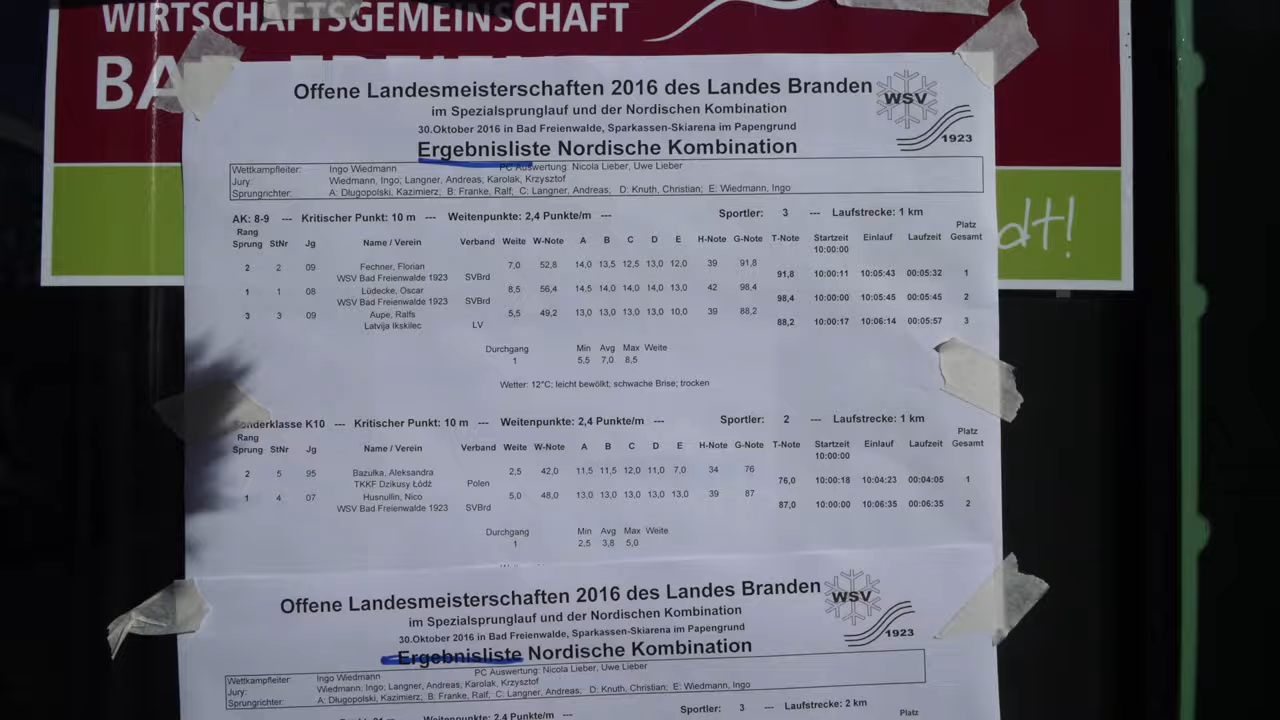 WIRTSCHAFTSGEMEINSCHAFT
BA
dt!
Offene Landesmeisterschaften 2016 des Landes Branden
im Spezialsprunglauf und der Nordischen Kombination
30.Oktober 2016 in Bad Freienwalde, Sparkassen-Skiarena im Papengrund
WSV
1923
Ergebnisliste Nordische Kombination
Wettkampfleiter: Ingo Wiedmann PC Auswertung: Nicola Lieber, Uwe Lieber
Jury: Wiedmann, Ingo; Langner, Andreas, Karolak, Krzysztof
Sprungrichter: A: Długopolski, Kazimierz; B: Franke, Ralf; C: Langner, Andreas; D: Knuth, Christian; E: Wiedmann, Ingo
AK: 8-9 --- Kritischer Punkt: 10 m --- Weitenpunkte: 2,4 Punkte/m --- Sportler: 3 --- Laufstrecke: 1 km
Rang Sprung StNr Jg Name / Verein Verband Weite W-Note A B C D E H-Note G-Note T-Note Startzeit Einlauf Laufzeit Platz Gesamt
10:00:00
2 2 09 Fechner, Florian 7,0 52,8 14,0 13,5 12,5 13,0 12,0 39 91,8
WSV Bad Freienwalde 1923 SVBrd 91,8 10:00:11 10:05:43 00:05:32 1
1 1 08 Lüdecke, Oscar 8,5 56,4 14,5 14,0 14,0 14,0 13,0 42 98,4
WSV Bad Freienwalde 1923 SVBrd 98,4 10:00:00 10:05:45 00:05:45 2
3 3 09 Aupe, Ralfs 5,5 49,2 13,0 13,0 13,0 13,0 10,0 39 88,2
Latvija Ikskilec LV 88,2 10:00:17 10:06:14 00:05:57 3
Durchgang Min Avg Max Weite
1 5,5 7,0 8,5
Wetter: 12°C; leicht bewölkt; schwache Brise; trocken
Sonderklasse K10 --- Kritischer Punkt: 10 m --- Weitenpunkte: 2,4 Punkte/m --- Sportler: 2 --- Laufstrecke: 1 km
Rang Sprung StNr Jg Name / Verein Verband Weite W-Note A B C D E H-Note G-Note T-Note Startzeit Einlauf Laufzeit Platz Gesamt
10:00:00
2 5 95 Bazułka, Aleksandra 2,5 42,0 11,5 11,5 12,0 11,0 7,0 34 76
TKKF Dzikusy Łódź Polen 76,0 10:00:18 10:04:23 00:04:05 1
1 4 07 Husnullin, Nico 5,0 48,0 13,0 13,0 13,0 13,0 13,0 39 87
WSV Bad Freienwalde 1923 SVBrd 87,0 10:00:00 10:06:35 00:06:35 2
Durchgang Min Avg Max Weite
1 2,5 3,8 5,0
Offene Landesmeisterschaften 2016 des Landes Branden
im Spezialsprunglauf und der Nordischen Kombination
30.Oktober 2016 in Bad Freienwalde, Sparkassen-Skiarena im Papengrund
WSV
1923
Ergebnisliste Nordische Kombination
Wettkampfleiter: Ingo Wiedmann PC Auswertung: Nicola Lieber, Uwe Lieber
Jury: Wiedmann, Ingo; Langner, Andreas, Karolak, Krzysztof
Sprungrichter: A: Długopolski, Kazimierz; B: Franke, Ralf; C: Langner, Andreas; D: Knuth, Christian; E: Wiedmann, Ingo
Weitenpunkte: 2,4 Punkte/m --- Sportler: 3 --- Laufstrecke: 2 km
Platz